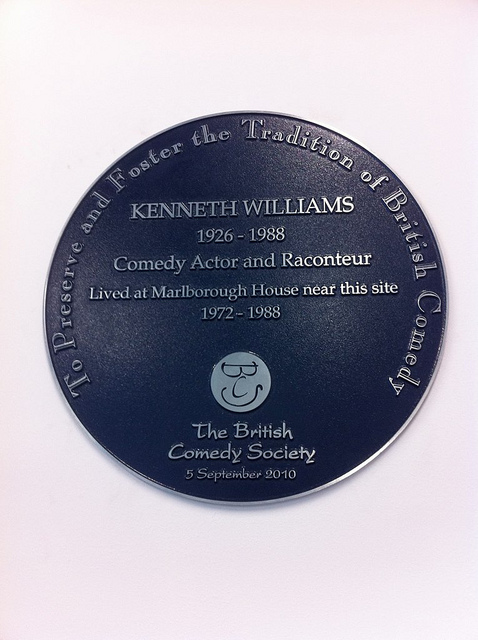 To Preserve and Foster the Tradition of British Comedy
KENNETH WILLIAMS
1926 - 1988
Comedy Actor and Raconteur
Lived at Marlborough House near this site
1972 - 1988
BCS
The British
Comedy Society
5 September 2010